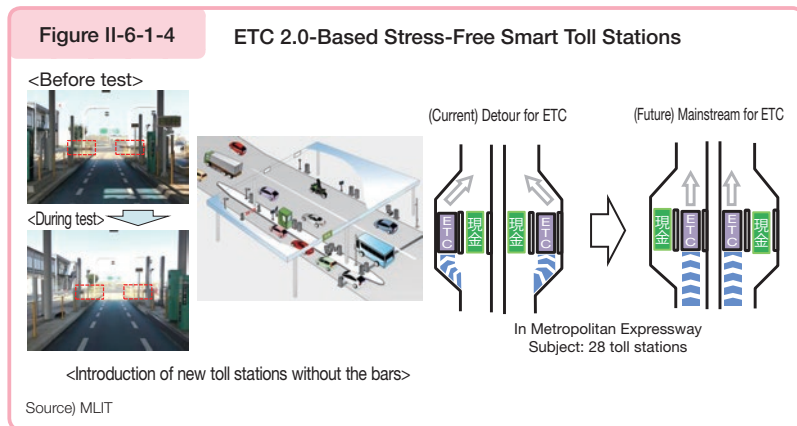 Figure II-6-1-4
ETC 2.0-Based Stress-Free Smart Toll Stations
<Before test>
<During test>
<Introduction of new toll stations without the bars>
(Current) Detour for ETC
(Future) Mainstream for ETC
ETC
現金
現金
ETC
現金
ETC
ETC
現金
In Metropolitan Expressway
Subject: 28 toll stations
Source) MLIT